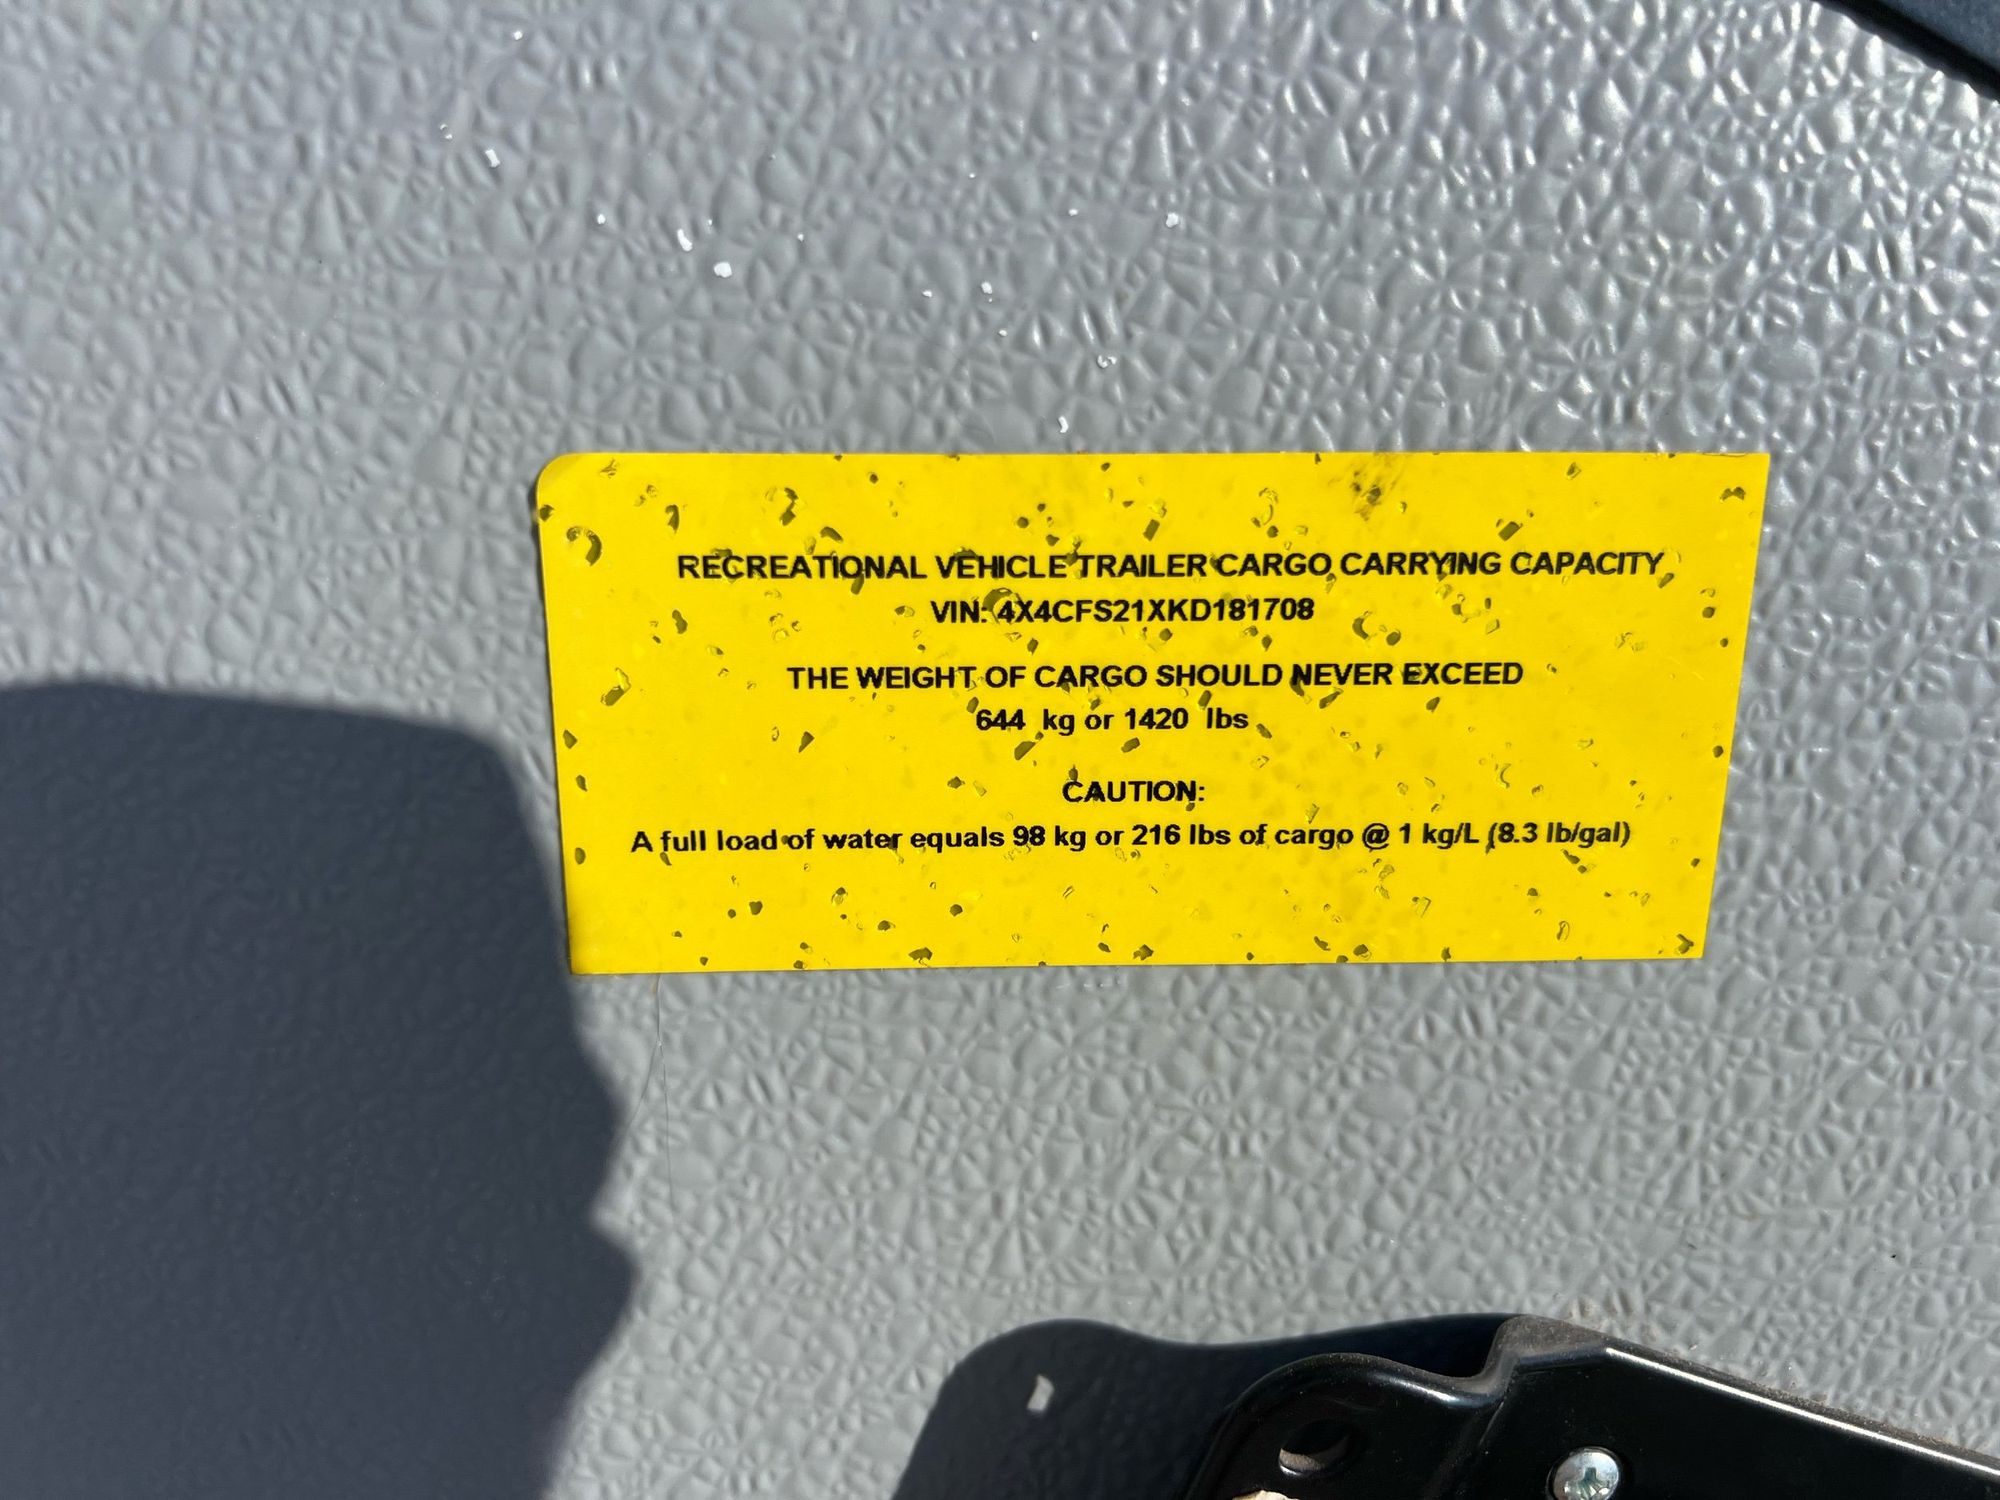 RECREATIONAL VEHICLE TRAILER CARGO CARRYING CAPACITY
VIN: 4X4CFS21XKD181708
THE WEIGHT OF CARGO SHOULD NEVER EXCEED
644 kg or 1420 lbs
CAUTION:
A full load of water equals 98 kg or 216 lbs of cargo @ 1 kg/L (8.3 lb/gal)